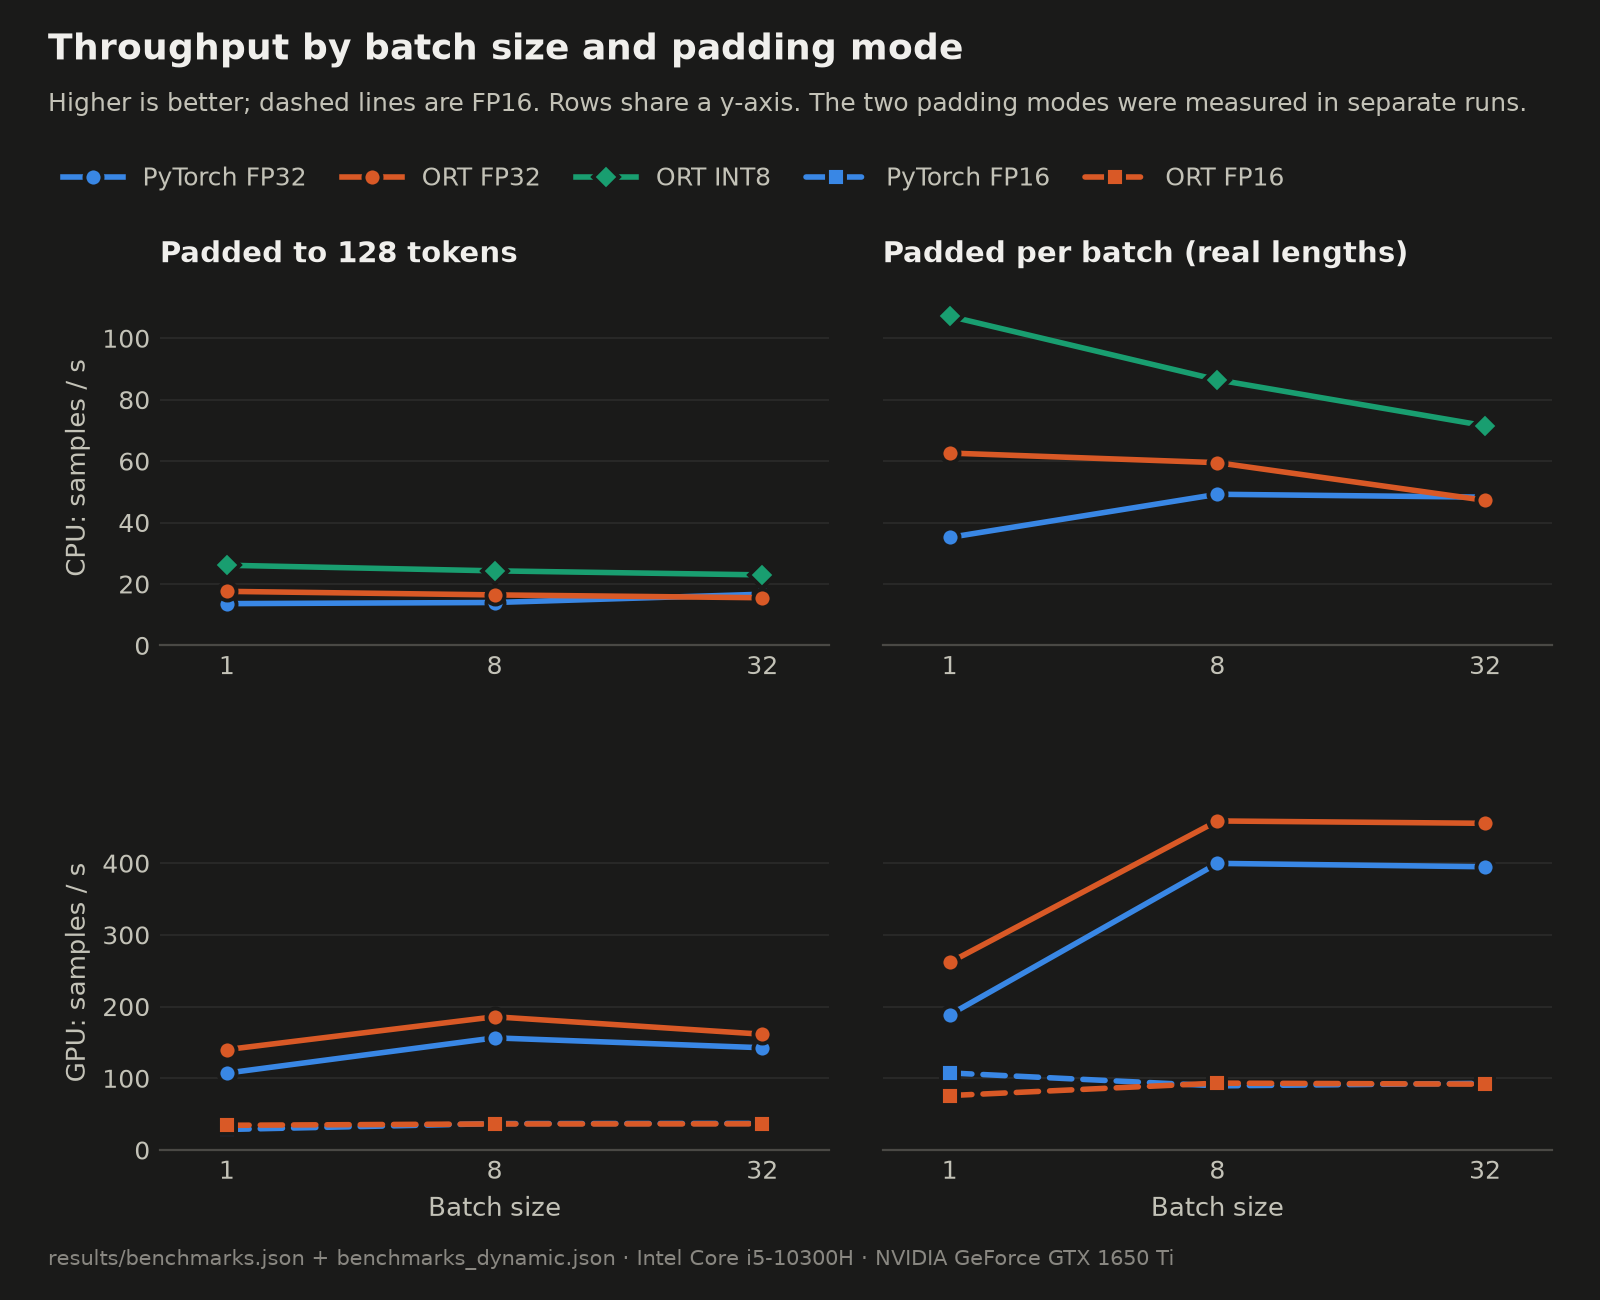 Throughput by batch size and padding mode
Higher is better; dashed lines are FP16. Rows share a y-axis. The two padding modes were measured in separate runs.
PyTorch FP32 ORT FP32 ORT INT8 PyTorch FP16 ORT FP16
Padded to 128 tokens
CPU: samples / s
100
80
60
40
20
0
1 8 32
Padded per batch (real lengths)
1 8 32
GPU: samples / s
400
300
200
100
0
1 8 32
Batch size
1 8 32
Batch size
results/benchmarks.json + benchmarks_dynamic.json · Intel Core i5-10300H · NVIDIA GeForce GTX 1650 Ti